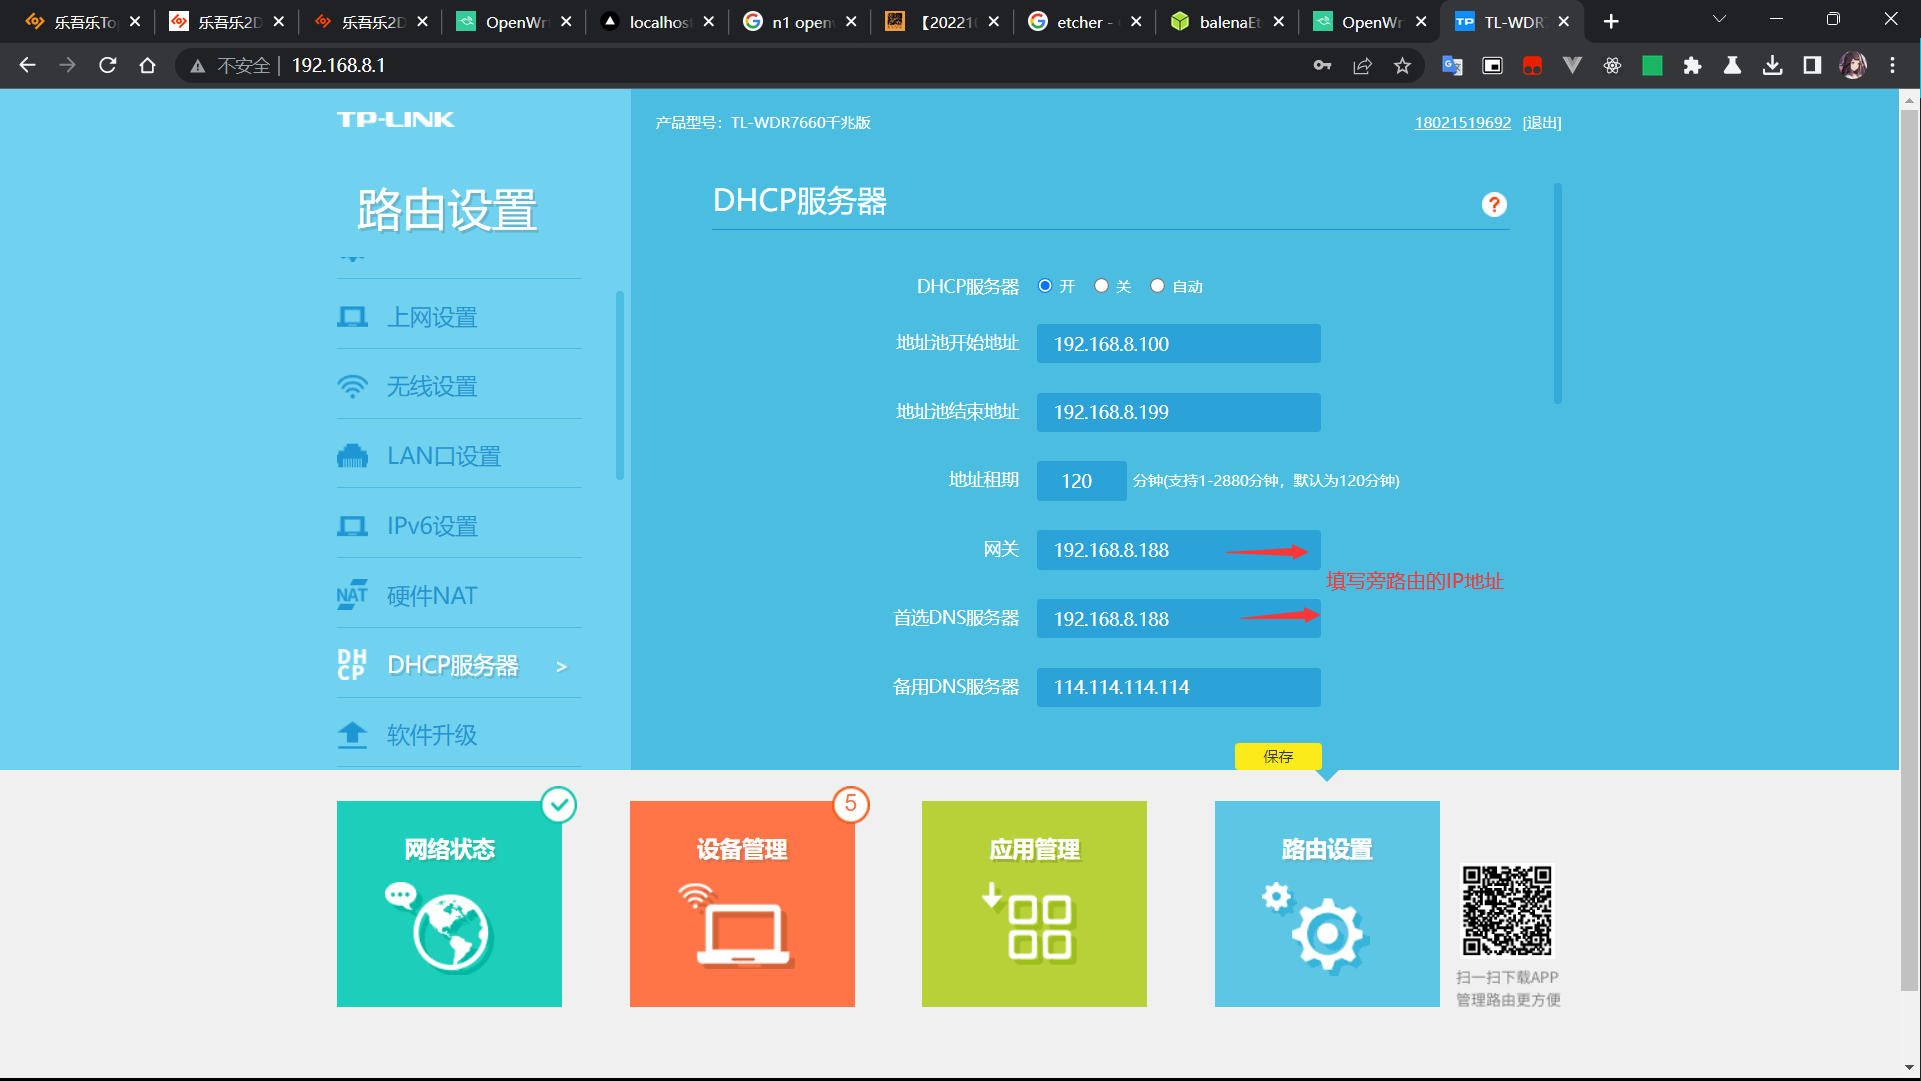 乐吾乐Top
乐吾乐2D
乐吾乐2D
OpenWrt
localhost
n1 openw
【202210
etcher -
balenaEtc
OpenWr
TL-WDR7
不安全
192.168.8.1
TP-LINK
产品型号：TL-WDR7660千兆版
18021519692 [退出]
路由设置
上网设置
无线设置
LAN口设置
IPv6设置
NAT 硬件NAT
DHCP DHCP服务器 >
软件升级
DHCP服务器
?
DHCP服务器 开 关 自动
地址池开始地址 192.168.8.100
地址池结束地址 192.168.8.199
地址租期 120 分钟(支持1-2880分钟，默认为120分钟)
网关 192.168.8.188
填写旁路由的IP地址
首选DNS服务器 192.168.8.188
备用DNS服务器 114.114.114.114
保存
网络状态
设备管理
5
应用管理
路由设置
扫一扫下载APP
管理路由更方便